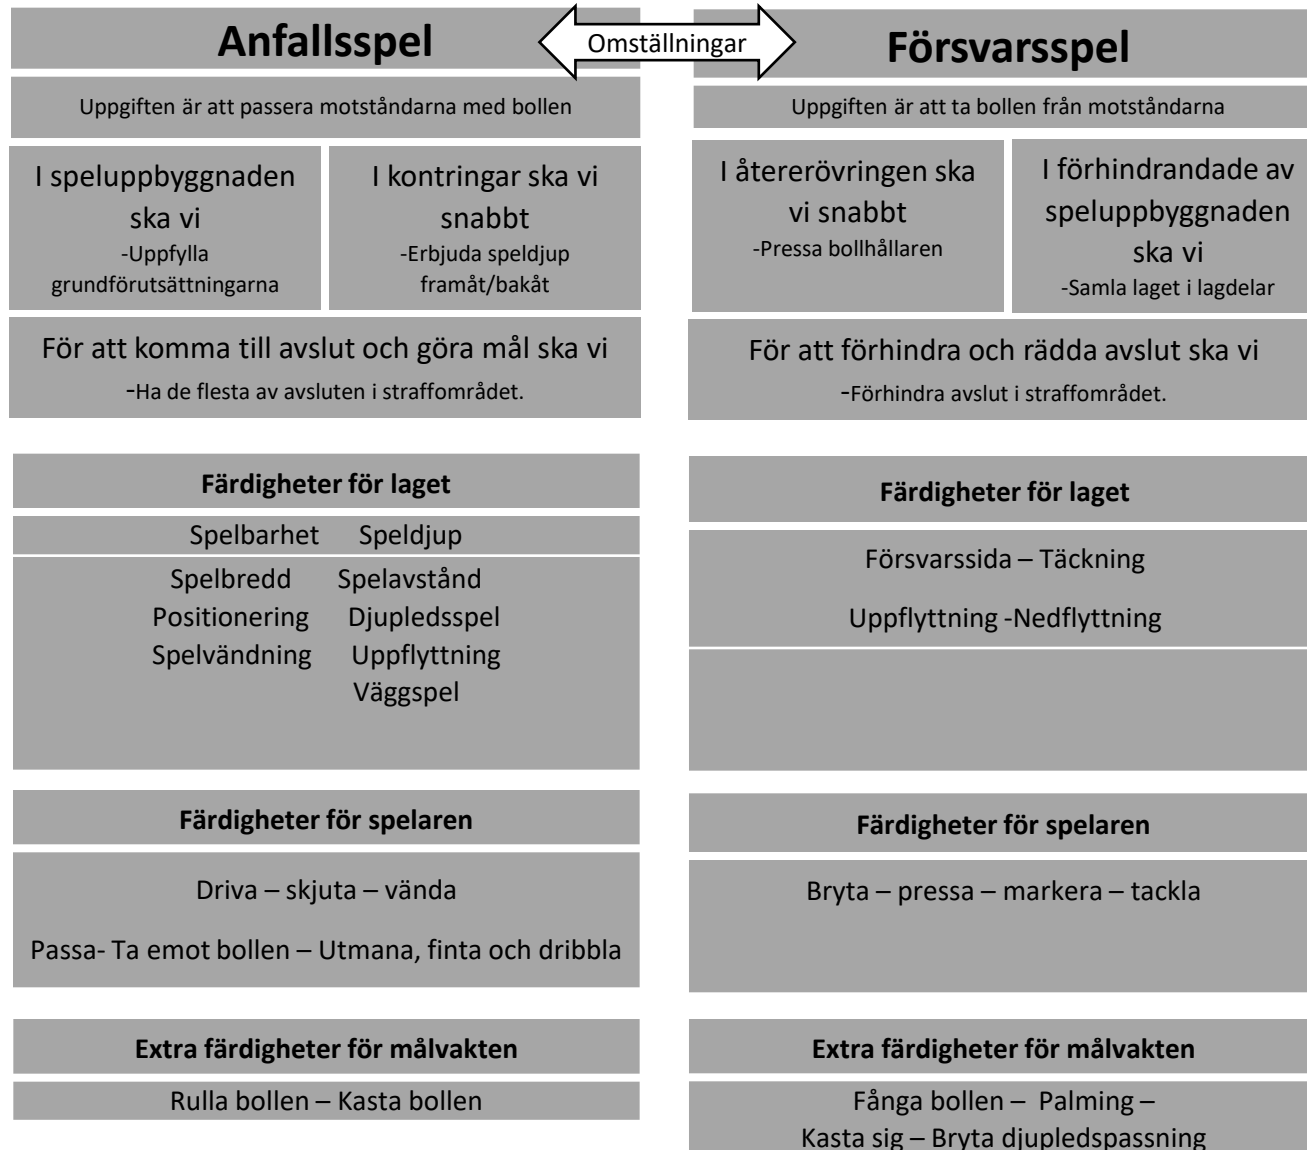 Anfallsspel
Omställningar
Försvarsspel
Uppgiften är att passera motståndarna med bollen
Uppgiften är att ta bollen från motståndarna
I speluppbyggnaden
ska vi
-Uppfylla
grundförutsättningarna
I kontringar ska vi
snabbt
-Erbjuda speldjup
framåt/bakåt
I återerövringen ska
vi snabbt
-Pressa bollhållaren
I förhindrandade av
speluppbyggnaden
ska vi
-Samla laget i lagdelar
För att komma till avslut och göra mål ska vi
-Ha de flesta av avsluten i straffområdet.
För att förhindra och rädda avslut ska vi
-Förhindra avslut i straffområdet.
Färdigheter för laget
Spelbarhet Speldjup
Spelbredd Spelavstånd
Positionering Djupledsspel
Spelvändning Uppflyttning
Väggspel
Färdigheter för laget
Försvarssida – Täckning
Uppflyttning -Nedflyttning
Färdigheter för spelaren
Driva – skjuta – vända
Passa- Ta emot bollen – Utmana, finta och dribbla
Färdigheter för spelaren
Bryta – pressa – markera – tackla
Extra färdigheter för målvakten
Rulla bollen – Kasta bollen
Extra färdigheter för målvakten
Fånga bollen – Palming –
Kasta sig – Bryta djupledspassning